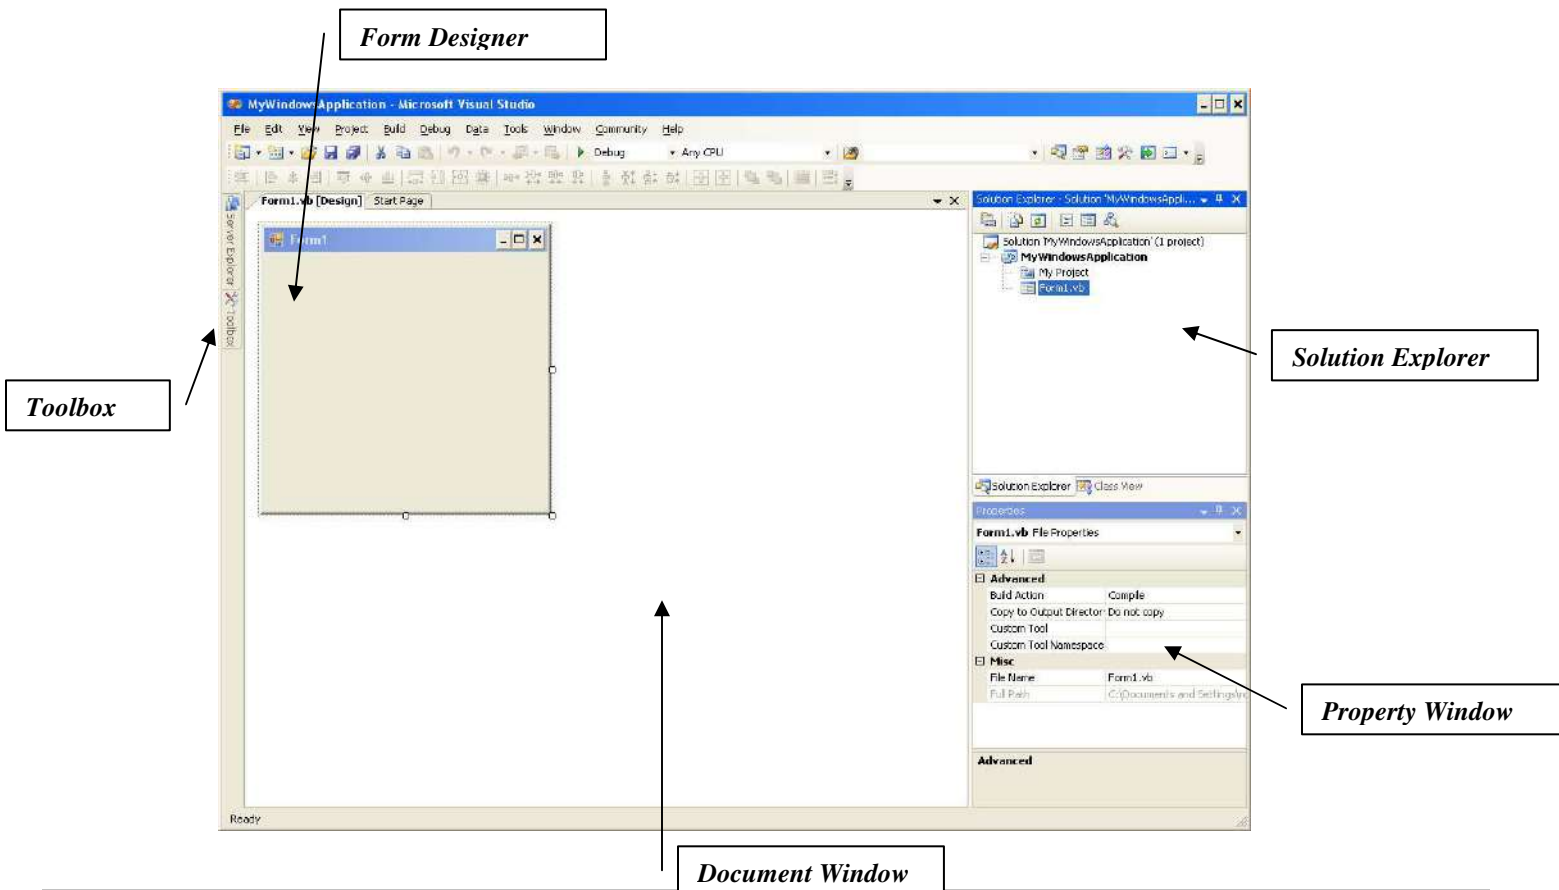 Form Designer
MyWindowsApplication - Microsoft Visual Studio
File Edit View Project Build Debug Data Tools Window Community Help
Debug Any CPU
Form1.vb [Design] Start Page
Server Explorer
Toolbox
Form1
Solution Explorer - Solution 'MyWindowsAppli...
Solution 'MyWindowsApplication' (1 project)
MyWindowsApplication
My Project
Form1.vb
Solution Explorer
Toolbox
Solution Explorer Class View
Properties
Form1.vb File Properties
Advanced
Build Action Compile
Copy to Output Director Do not copy
Custom Tool
Custom Tool Namespace
Misc
File Name Form1.vb
Full Path C:\Documents and Settings\
Property Window
Advanced
Ready
Document Window